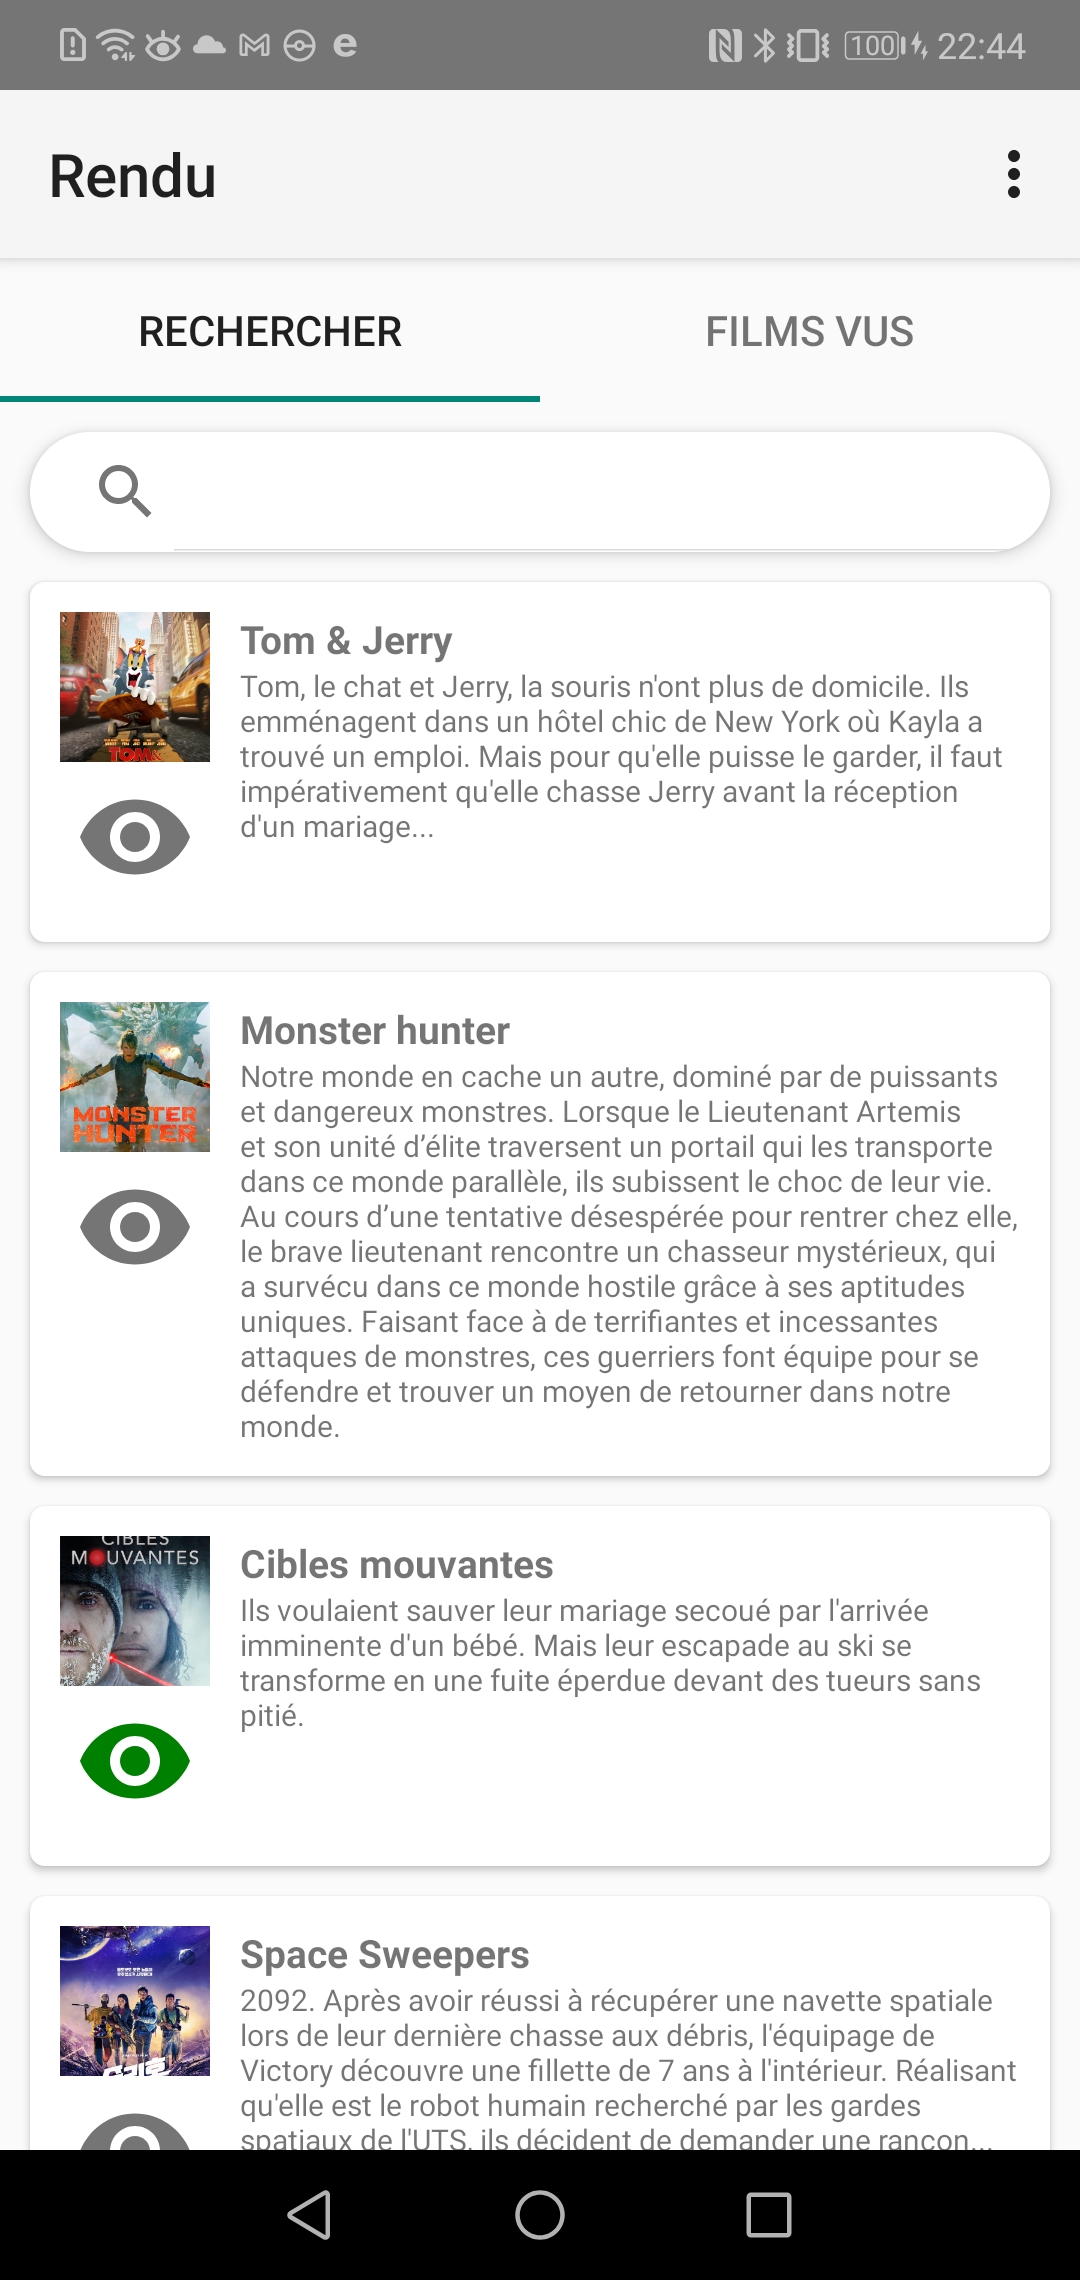 100 22:44
Rendu
RECHERCHER FILMS VUS
Tom & Jerry
Tom, le chat et Jerry, la souris n'ont plus de domicile. Ils
emménagent dans un hôtel chic de New York où Kayla a
trouvé un emploi. Mais pour qu'elle puisse le garder, il faut
impérativement qu'elle chasse Jerry avant la réception
d'un mariage...
Monster hunter
MONSTER
HUNTER
Notre monde en cache un autre, dominé par de puissants
et dangereux monstres. Lorsque le Lieutenant Artemis
et son unité d’élite traversent un portail qui les transporte
dans ce monde parallèle, ils subissent le choc de leur vie.
Au cours d’une tentative désespérée pour rentrer chez elle,
le brave lieutenant rencontre un chasseur mystérieux, qui
a survécu dans ce monde hostile grâce à ses aptitudes
uniques. Faisant face à de terrifiantes et incessantes
attaques de monstres, ces guerriers font équipe pour se
défendre et trouver un moyen de retourner dans notre
monde.
CIBLES
MOUVANTES
Cibles mouvantes
Ils voulaient sauver leur mariage secoué par l'arrivée
imminente d'un bébé. Mais leur escapade au ski se
transforme en une fuite éperdue devant des tueurs sans
pitié.
Space Sweepers
2092. Après avoir réussi à récupérer une navette spatiale
lors de leur dernière chasse aux débris, l'équipage de
Victory découvre une fillette de 7 ans à l'intérieur. Réalisant
qu'elle est le robot humain recherché par les gardes
spatiaux de l'UTS, ils décident de demander une rançon...